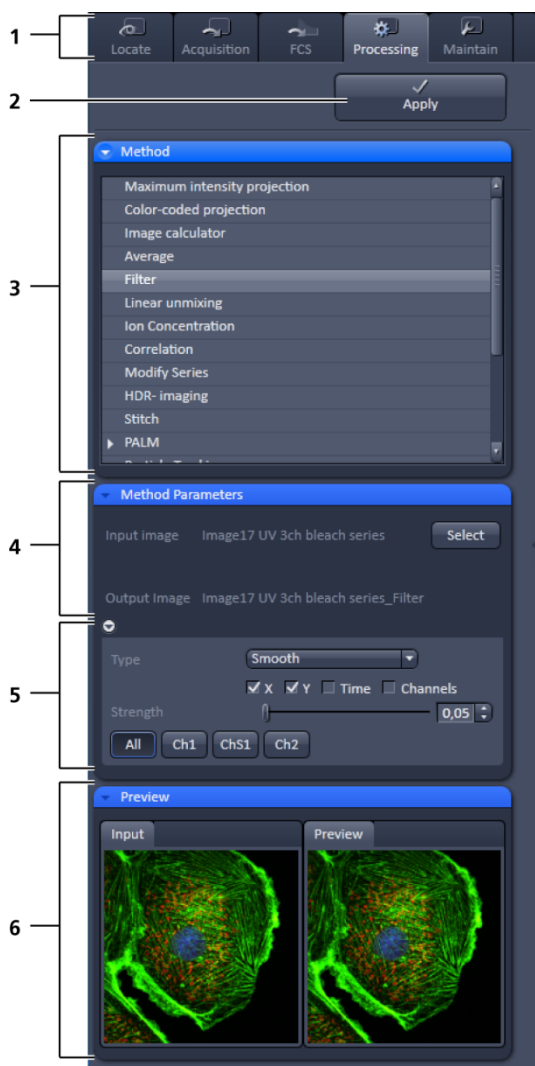 1
Locate Acquisition FCS Processing Maintain
2
Apply
Method
3
Maximum intensity projection
Color-coded projection
Image calculator
Average
Filter
Linear unmixing
Ion Concentration
Correlation
Modify Series
HDR- imaging
Stitch
PALM
4
Method Parameters
Input image Image17 UV 3ch bleach series Select
Output Image Image17 UV 3ch bleach series_Filter
5
Type Smooth
X Y Time Channels
Strength 0,05
All Ch1 ChS1 Ch2
6
Preview
Input Preview